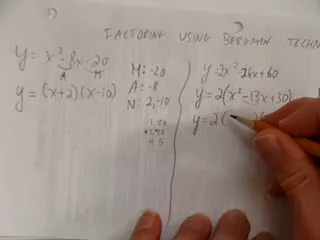 FACTORING USING BERGMAN TECHN
y = x² - 8x - 20
A M
y = (x+2)(x-10)
M: -20
A: -8
N: 2, -10
1 20
2 10
4 5
y = 2x² - 26x + 60
y = 2(x² - 13x + 30)
y = 2(